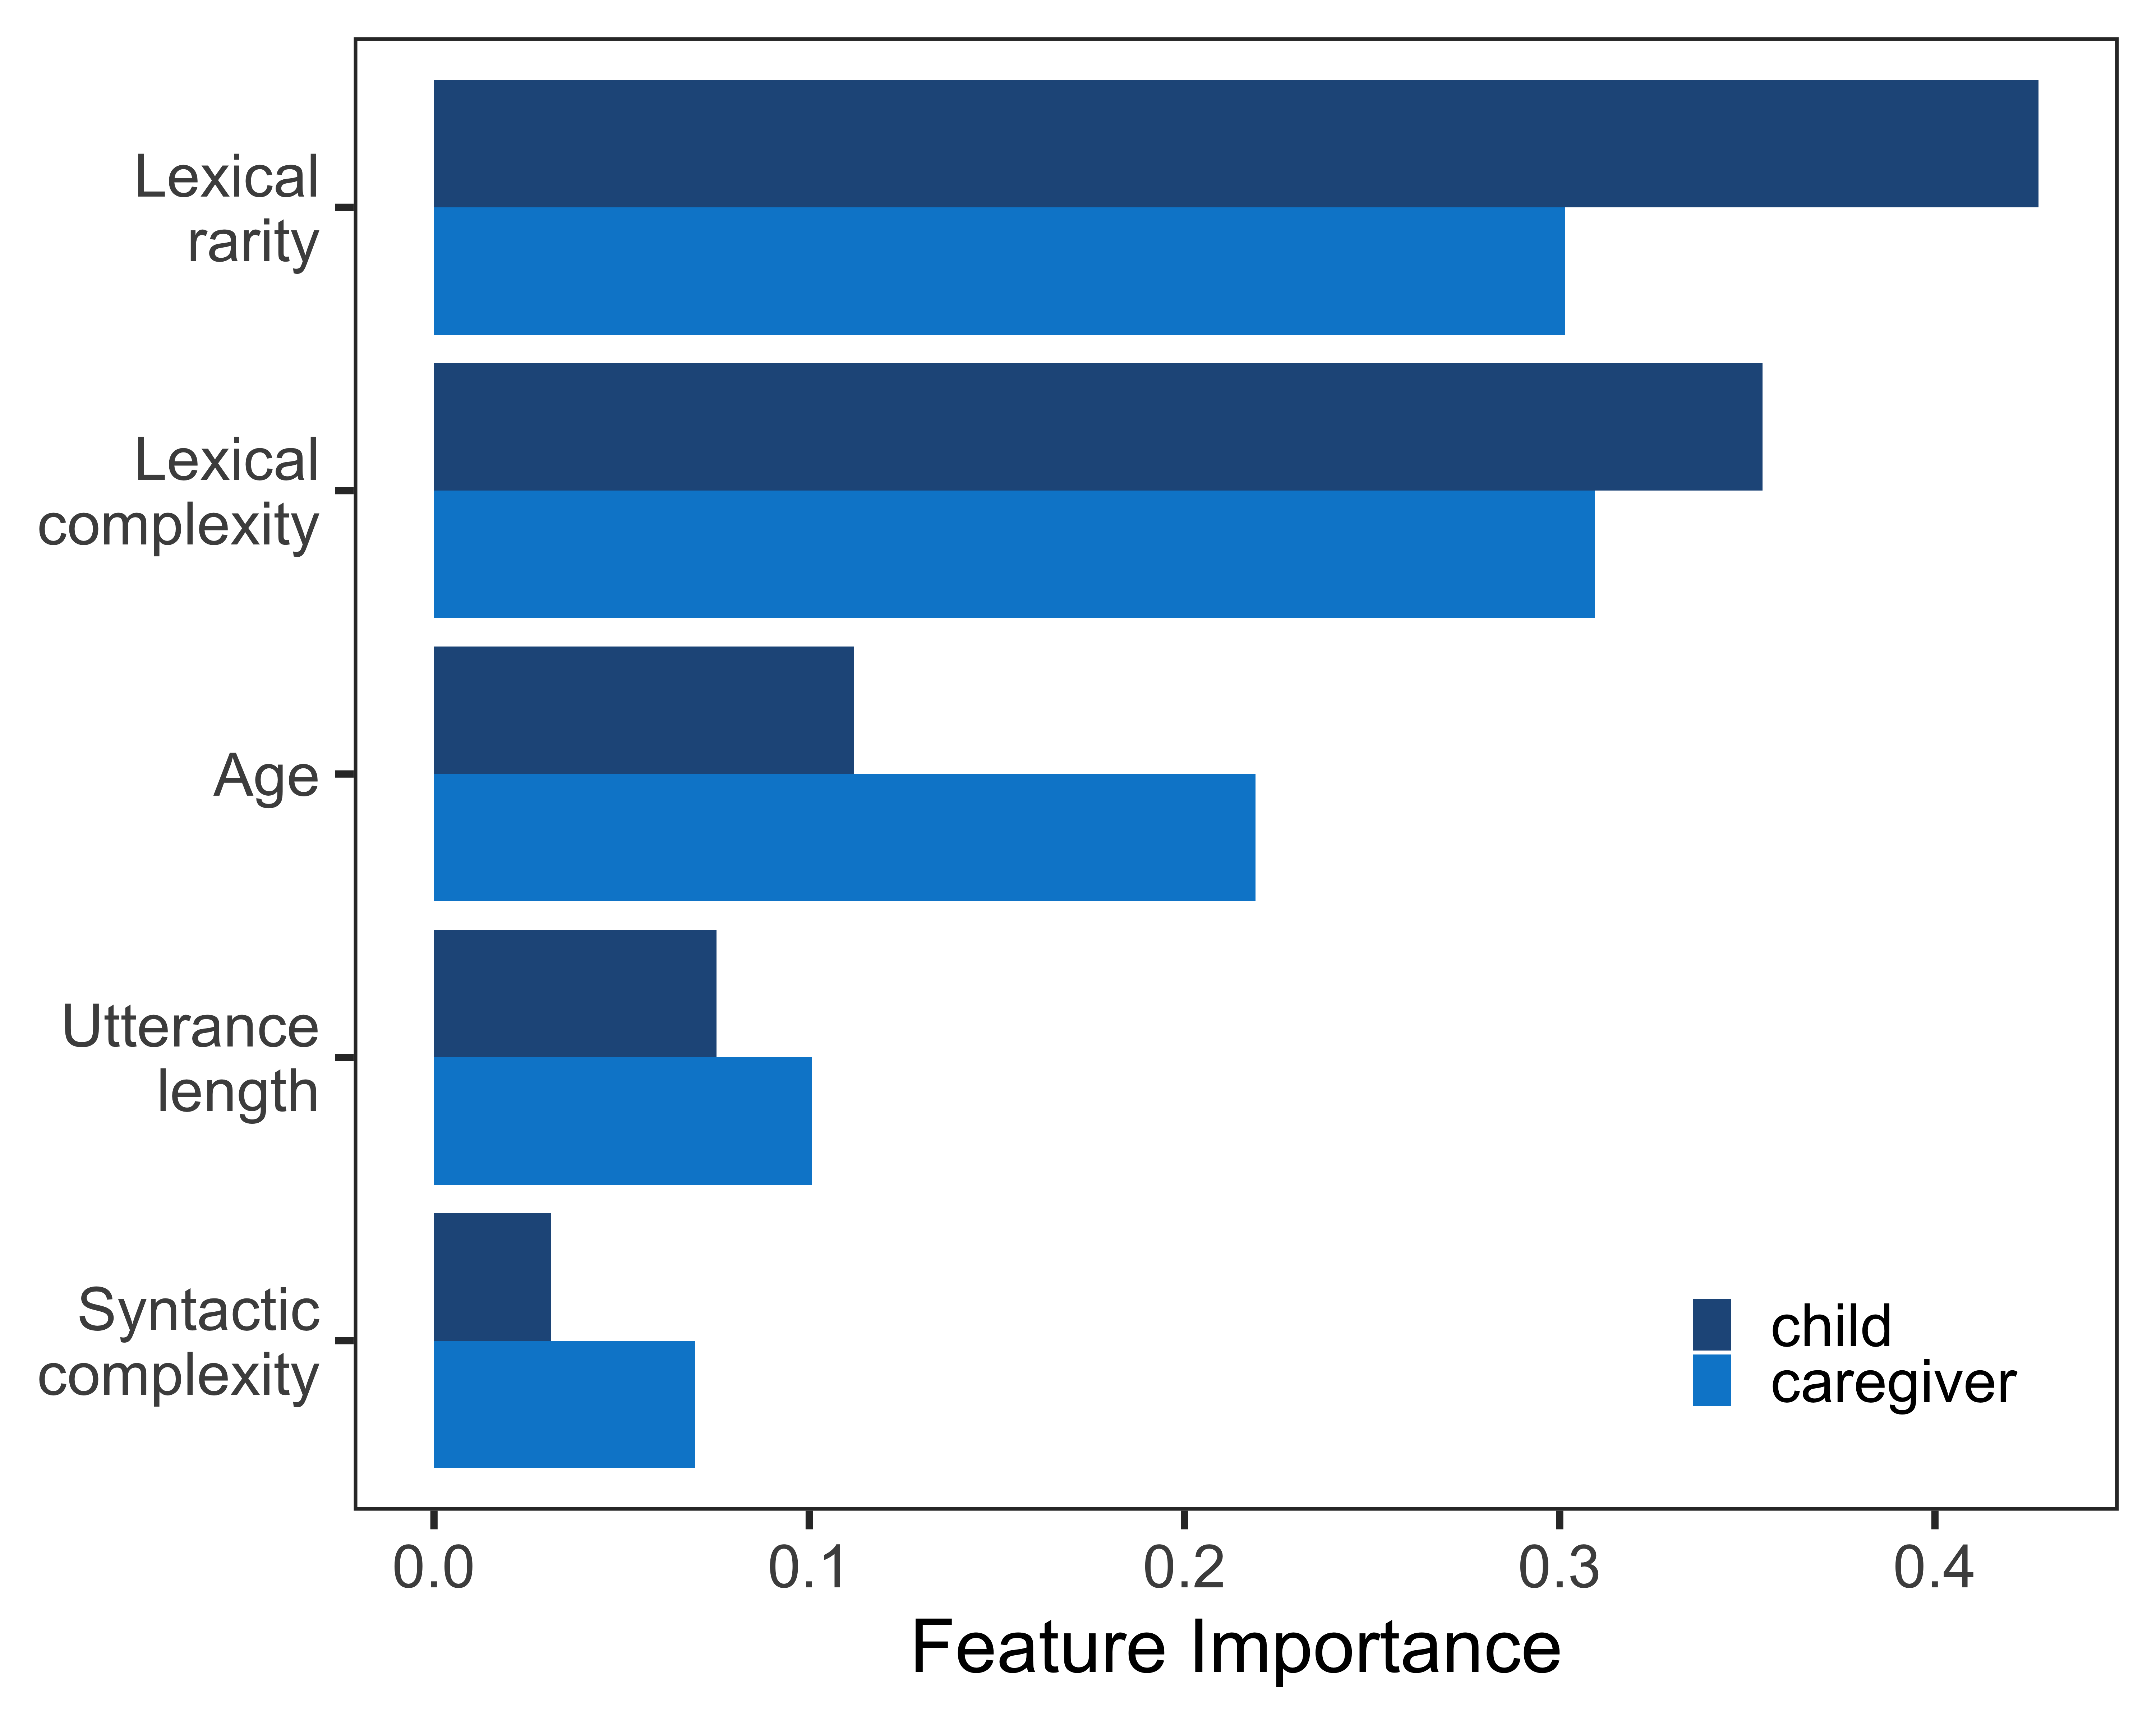 Lexical
rarity
Lexical
complexity
Age
Utterance
length
Syntactic
complexity
child
caregiver
0.0 0.1 0.2 0.3 0.4
Feature Importance